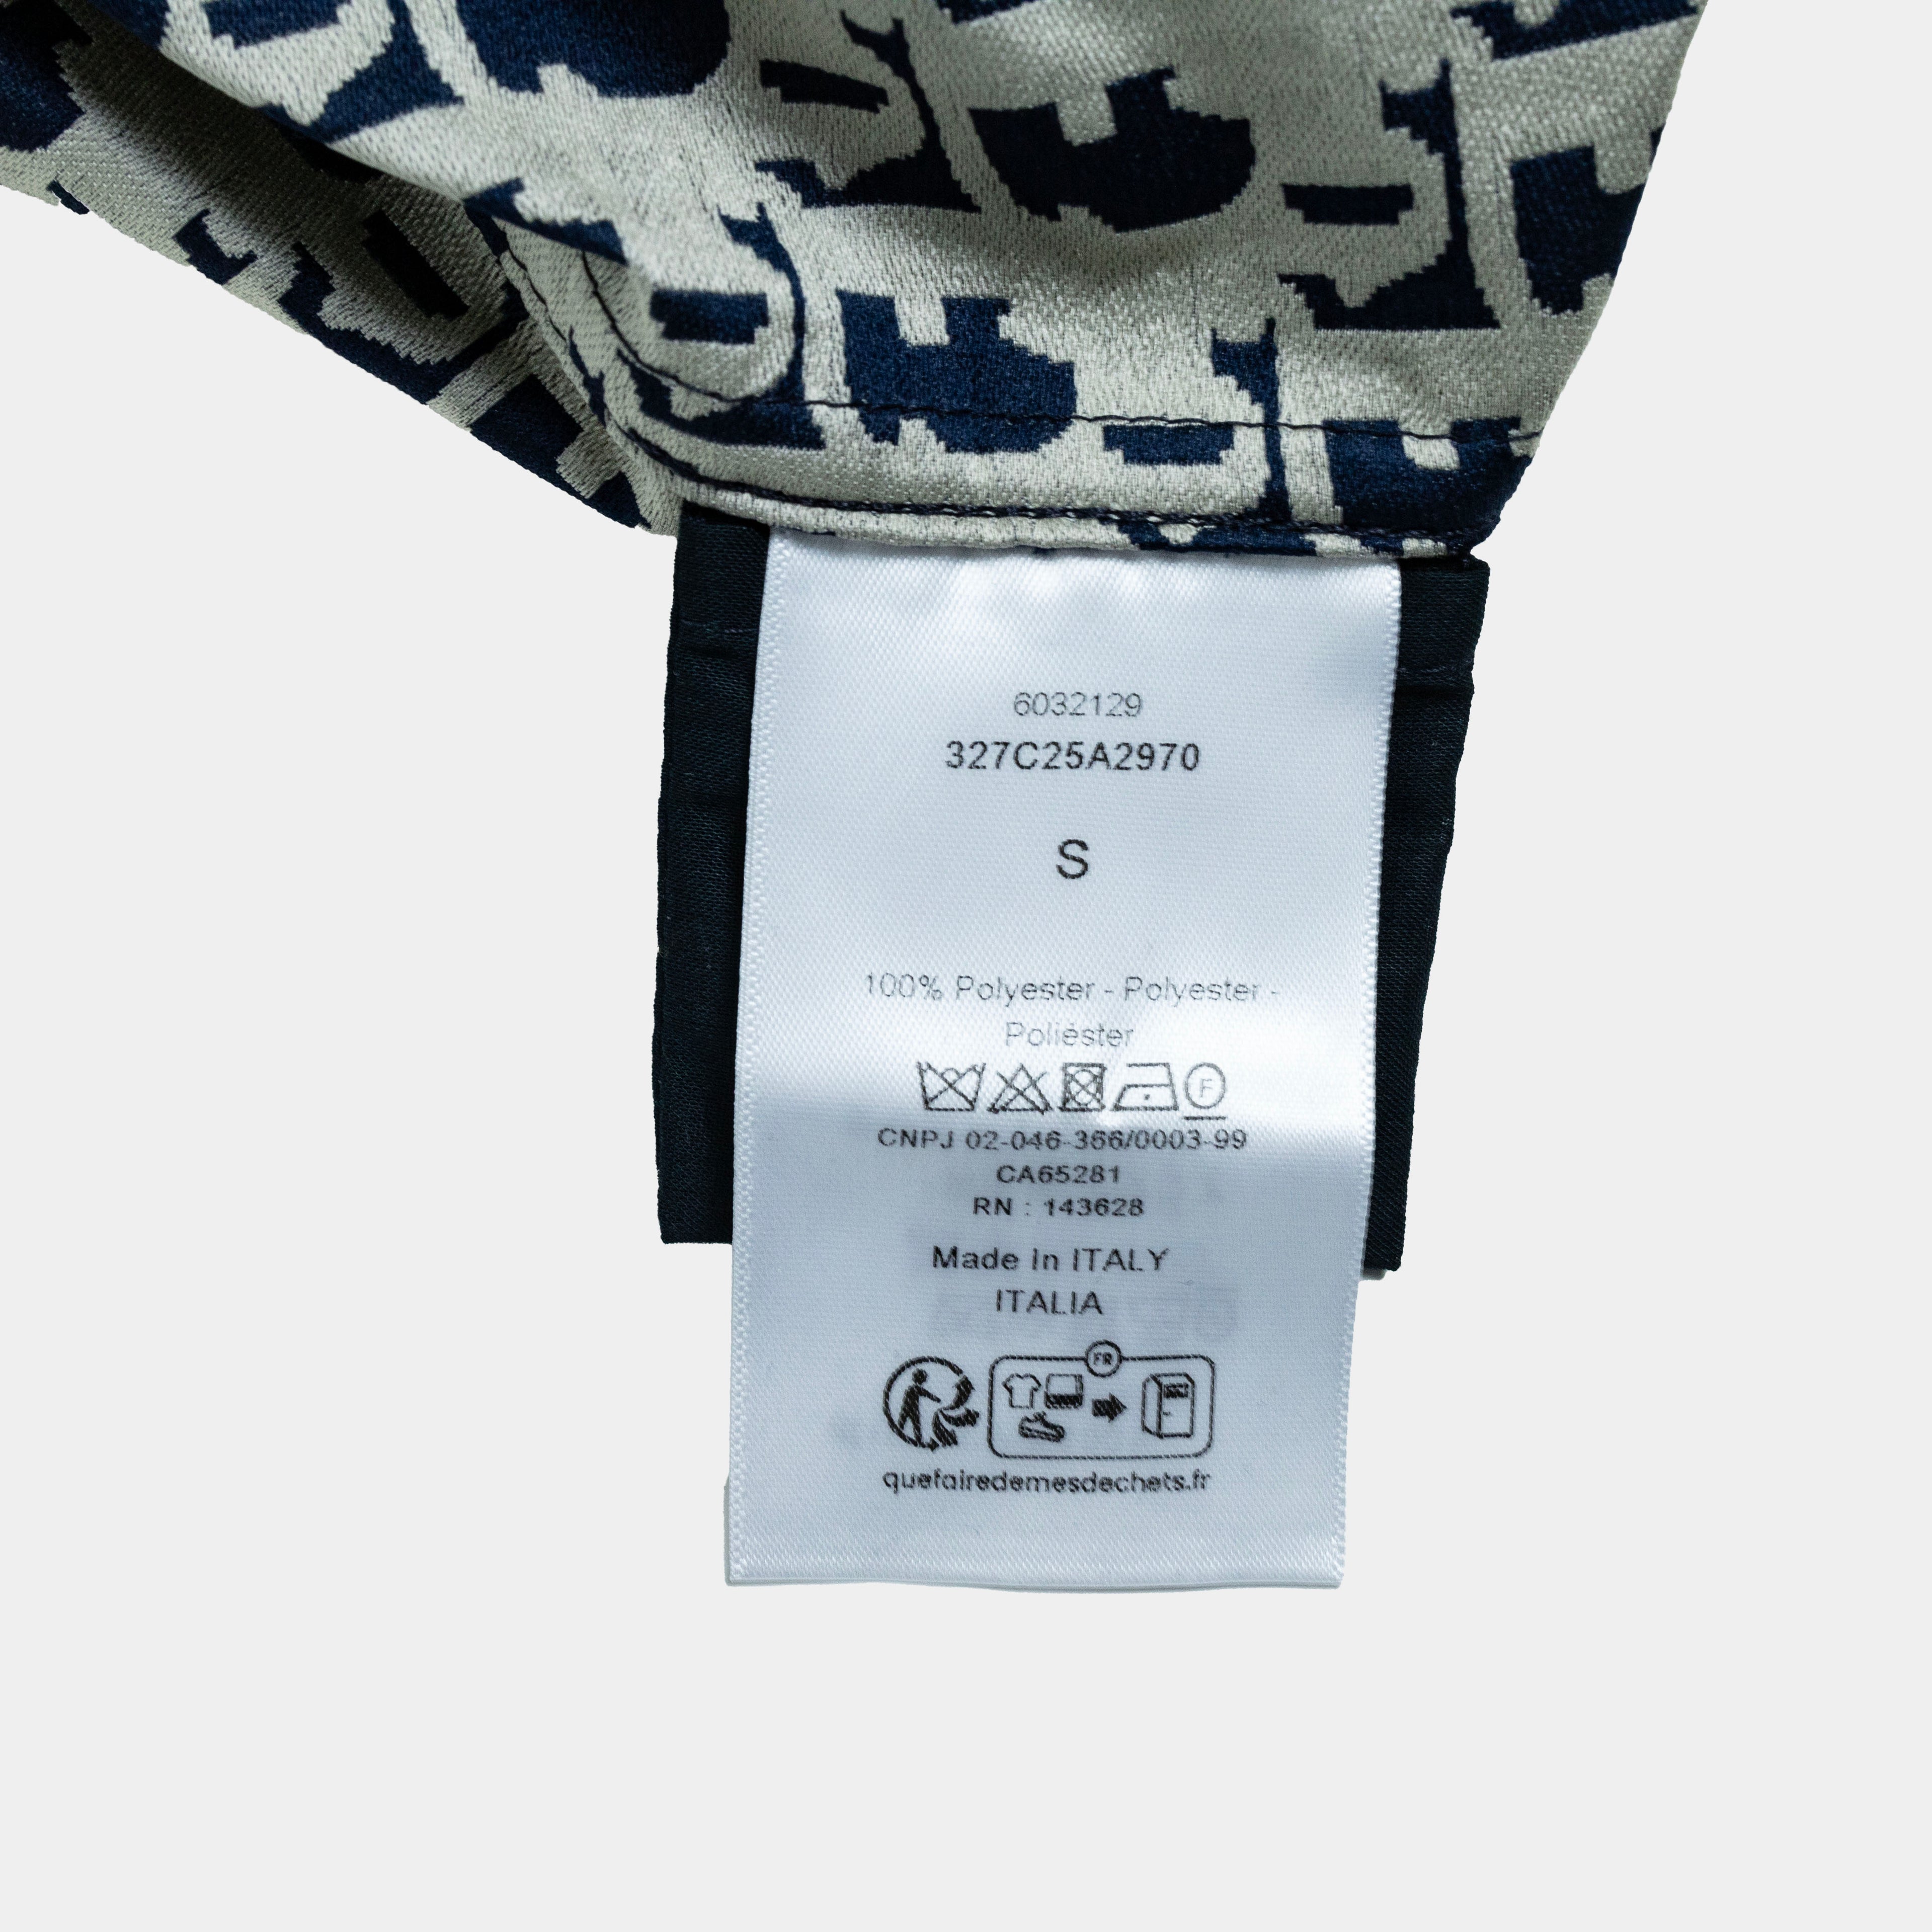 6032129
327C25A2970
S
100% Polyester - Polyester -
Poliéster
F
CNPJ 02-046-366/0003-99
CA65281
RN : 143628
Made In ITALY
ITALIA
FR
quefairedemesdechets.fr